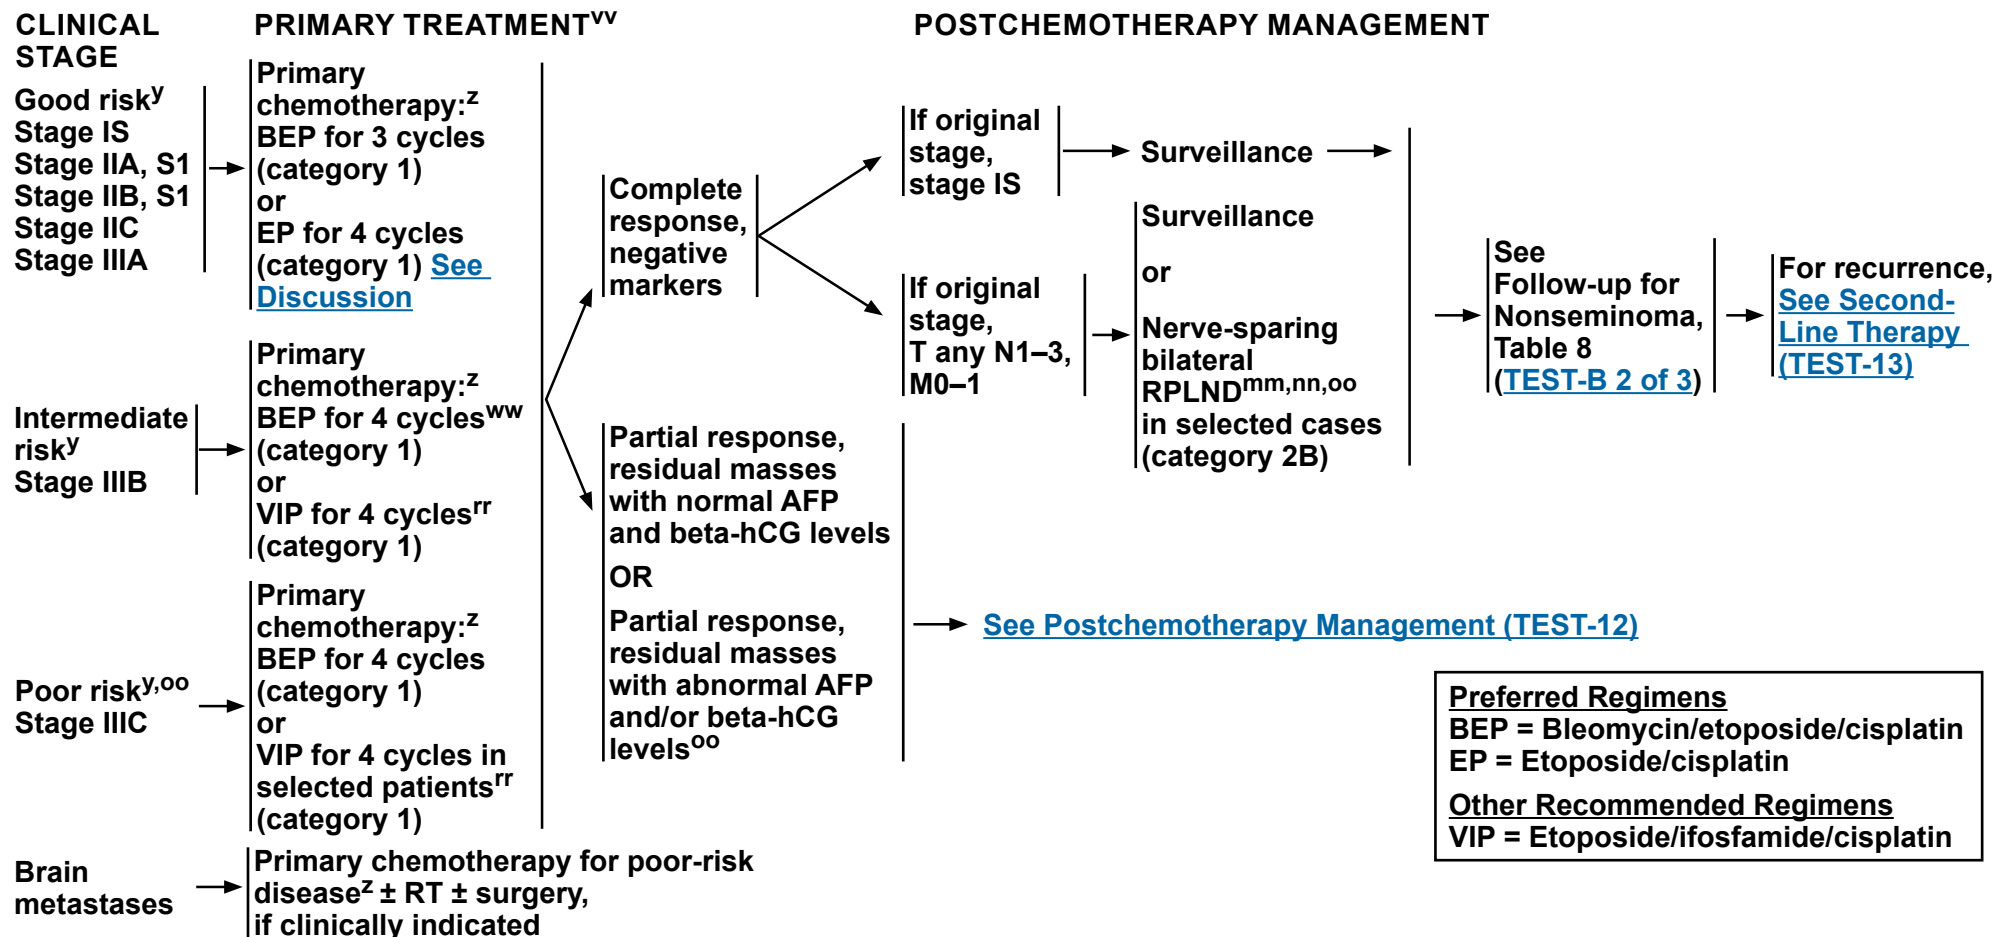 CLINICAL
STAGE
PRIMARY TREATMENTvv
POSTCHEMOTHERAPY MANAGEMENT
Good risky
Stage IS
Stage IIA, S1
Stage IIB, S1
Stage IIC
Stage IIIA
Primary
chemotherapy:z
BEP for 3 cycles
(category 1)
or
EP for 4 cycles
(category 1) See
Discussion
Intermediate
risky
Stage IIIB
Primary
chemotherapy:z
BEP for 4 cyclesww
(category 1)
or
VIP for 4 cyclesrr
(category 1)
Poor risky,oo
Stage IIIC
Primary
chemotherapy:z
BEP for 4 cycles
(category 1)
or
VIP for 4 cycles in
selected patientsrr
(category 1)
Brain
metastases
Primary chemotherapy for poor-risk
diseasez ± RT ± surgery,
if clinically indicated
Complete
response,
negative
markers
Partial response,
residual masses
with normal AFP
and beta-hCG levels
OR
Partial response,
residual masses
with abnormal AFP
and/or beta-hCG
levelsoo
If original
stage,
stage IS
Surveillance
If original
stage,
T any N1–3,
M0–1
Surveillance
or
Nerve-sparing
bilateral
RPLNDmm,nn,oo
in selected cases
(category 2B)
See
Follow-up for
Nonseminoma,
Table 8
(TEST-B 2 of 3)
For recurrence,
See Second-
Line Therapy
(TEST-13)
See Postchemotherapy Management (TEST-12)
Preferred Regimens
BEP = Bleomycin/etoposide/cisplatin
EP = Etoposide/cisplatin
Other Recommended Regimens
VIP = Etoposide/ifosfamide/cisplatin